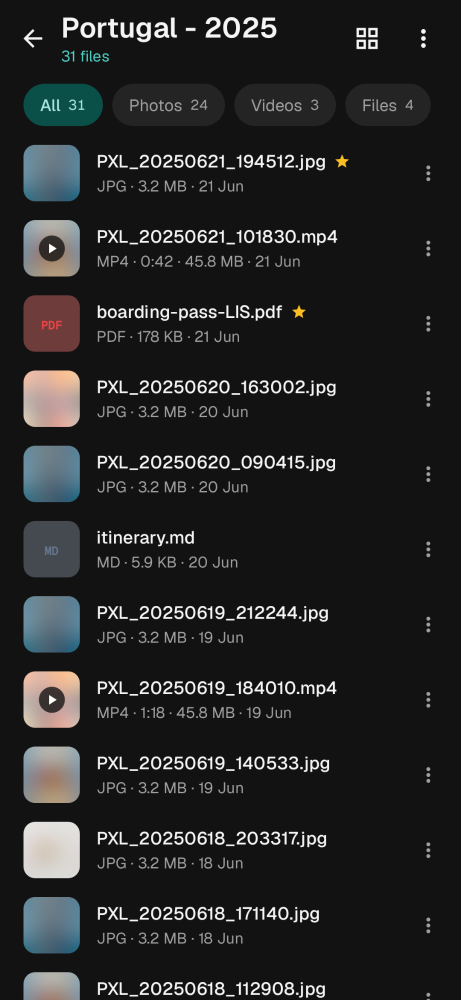 Portugal - 2025
31 files
All 31
Photos 24
Videos 3
Files 4
PXL_20250621_194512.jpg
JPG · 3.2 MB · 21 Jun
PXL_20250621_101830.mp4
MP4 · 0:42 · 45.8 MB · 21 Jun
PDF
boarding-pass-LIS.pdf
PDF · 178 KB · 21 Jun
PXL_20250620_163002.jpg
JPG · 3.2 MB · 20 Jun
PXL_20250620_090415.jpg
JPG · 3.2 MB · 20 Jun
MD
itinerary.md
MD · 5.9 KB · 20 Jun
PXL_20250619_212244.jpg
JPG · 3.2 MB · 19 Jun
PXL_20250619_184010.mp4
MP4 · 1:18 · 45.8 MB · 19 Jun
PXL_20250619_140533.jpg
JPG · 3.2 MB · 19 Jun
PXL_20250618_203317.jpg
JPG · 3.2 MB · 18 Jun
PXL_20250618_171140.jpg
JPG · 3.2 MB · 18 Jun
PXL_20250618_112908.jpg